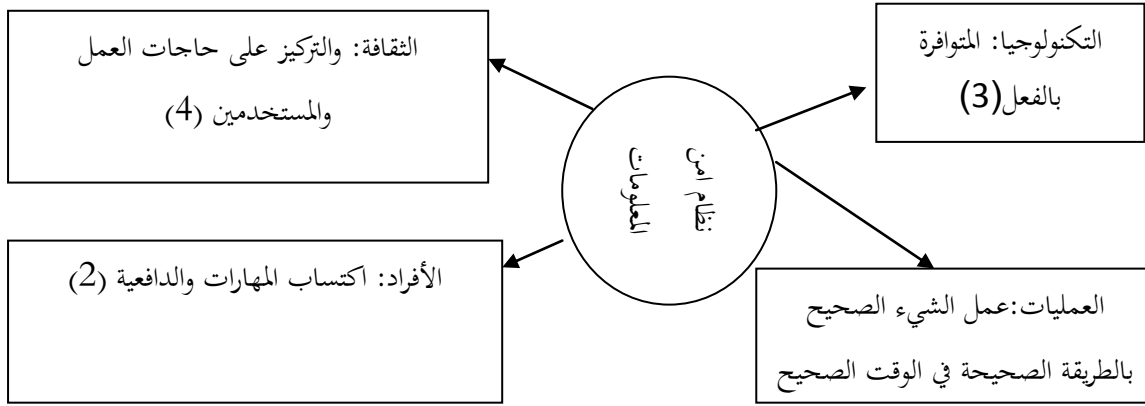 التكنولوجيا: المتوافرة
بالفعل(3)
الثقافة: والتركيز على حاجات العمل
والمستخدمين (4)
نظام امن
المعلومات
الأفراد: اكتساب المهارات والدافعية (2)
العمليات:عمل الشيء الصحيح
بالطريقة الصحيحة في الوقت الصحيح